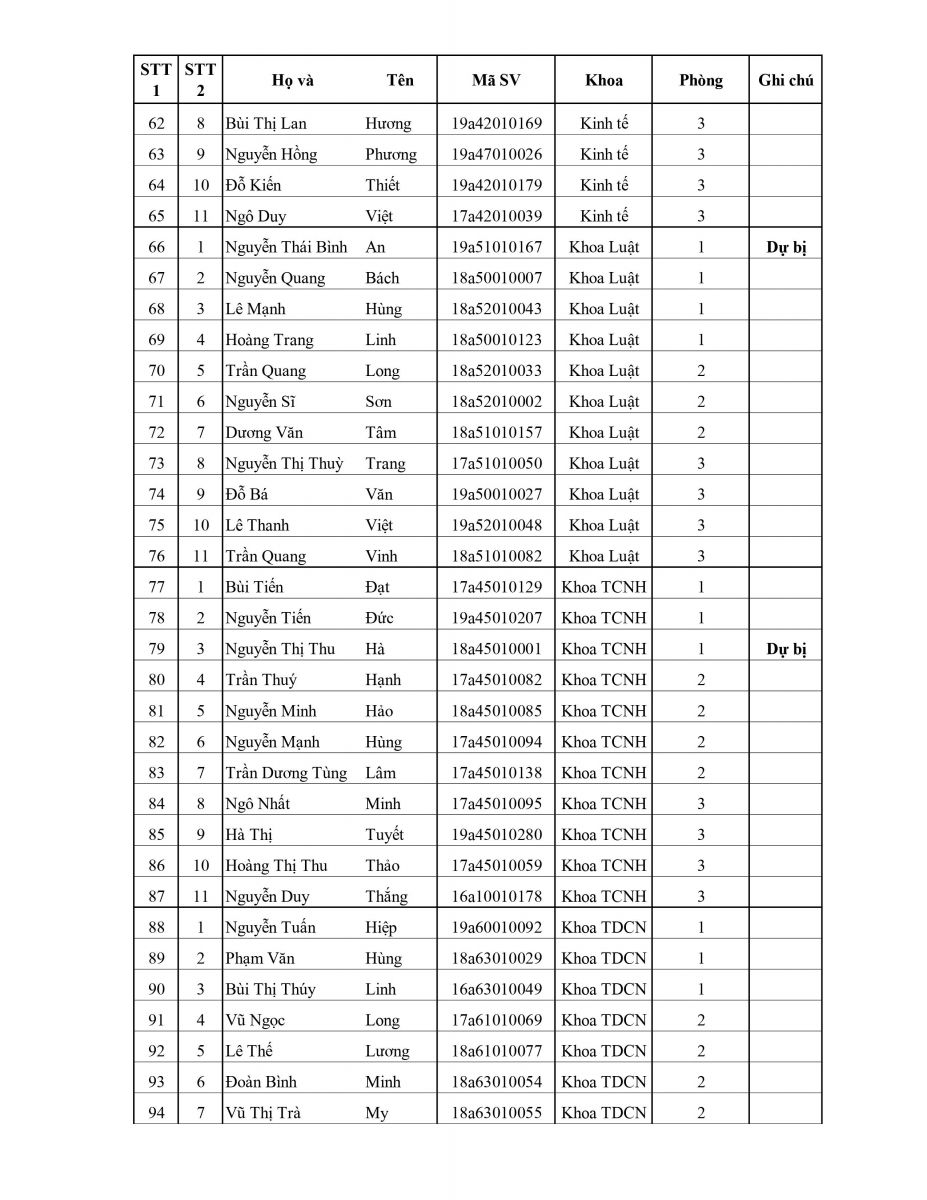 STT 1 STT 2 Họ và Tên Mã SV Khoa Phòng Ghi chú
62 8 Bùi Thị Lan Hương 19a42010169 Kinh tế 3
63 9 Nguyễn Hồng Phương 19a47010026 Kinh tế 3
64 10 Đỗ Kiến Thiết 19a42010179 Kinh tế 3
65 11 Ngô Duy Việt 17a42010039 Kinh tế 3
66 1 Nguyễn Thái Bình An 19a51010167 Khoa Luật 1 Dự bị
67 2 Nguyễn Quang Bách 18a50010007 Khoa Luật 1
68 3 Lê Mạnh Hùng 18a52010043 Khoa Luật 1
69 4 Hoàng Trang Linh 18a50010123 Khoa Luật 1
70 5 Trần Quang Long 18a52010033 Khoa Luật 2
71 6 Nguyễn Sĩ Sơn 18a52010002 Khoa Luật 2
72 7 Dương Văn Tâm 18a51010157 Khoa Luật 2
73 8 Nguyễn Thị Thuỳ Trang 17a51010050 Khoa Luật 3
74 9 Đỗ Bá Văn 19a50010027 Khoa Luật 3
75 10 Lê Thanh Việt 19a52010048 Khoa Luật 3
76 11 Trần Quang Vinh 18a51010082 Khoa Luật 3
77 1 Bùi Tiến Đạt 17a45010129 Khoa TCNH 1
78 2 Nguyễn Tiến Đức 19a45010207 Khoa TCNH 1
79 3 Nguyễn Thị Thu Hà 18a45010001 Khoa TCNH 1 Dự bị
80 4 Trần Thuý Hạnh 17a45010082 Khoa TCNH 2
81 5 Nguyễn Minh Hảo 18a45010085 Khoa TCNH 2
82 6 Nguyễn Mạnh Hùng 17a45010094 Khoa TCNH 2
83 7 Trần Dương Tùng Lâm 17a45010138 Khoa TCNH 2
84 8 Ngô Nhất Minh 17a45010095 Khoa TCNH 3
85 9 Hà Thị Tuyết 19a45010280 Khoa TCNH 3
86 10 Hoàng Thị Thu Thảo 17a45010059 Khoa TCNH 3
87 11 Nguyễn Duy Thắng 16a10010178 Khoa TCNH 3
88 1 Nguyễn Tuấn Hiệp 19a60010092 Khoa TDCN 1
89 2 Phạm Văn Hùng 18a63010029 Khoa TDCN 1
90 3 Bùi Thị Thúy Linh 16a63010049 Khoa TDCN 1
91 4 Vũ Ngọc Long 17a61010069 Khoa TDCN 2
92 5 Lê Thế Lương 18a61010077 Khoa TDCN 2
93 6 Đoàn Bình Minh 18a63010054 Khoa TDCN 2
94 7 Vũ Thị Trà My 18a63010055 Khoa TDCN 2